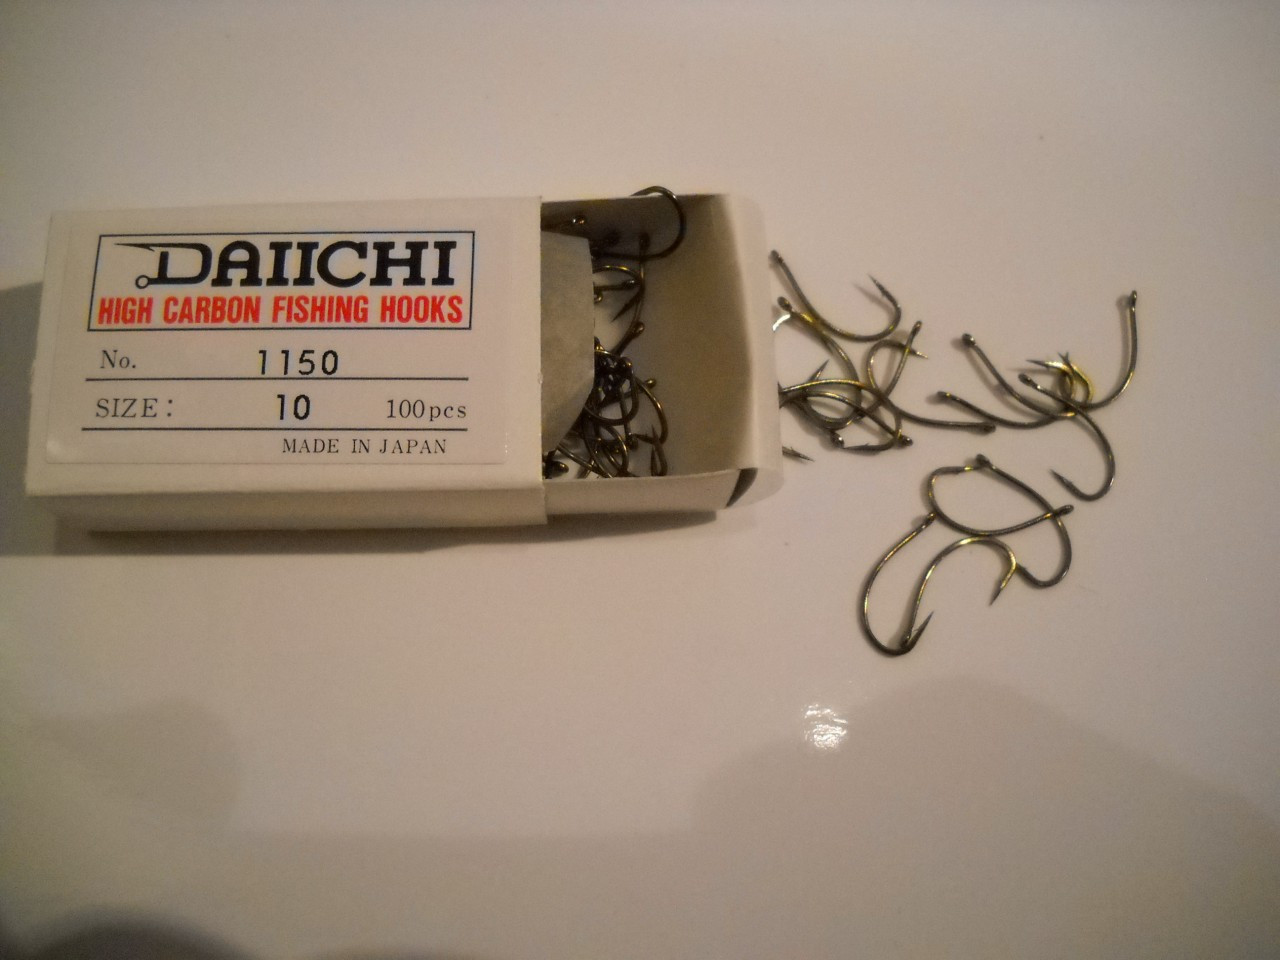 DAIICHI
HIGH CARBON FISHING HOOKS
No. 1150
SIZE: 10 100pcs
MADE IN JAPAN